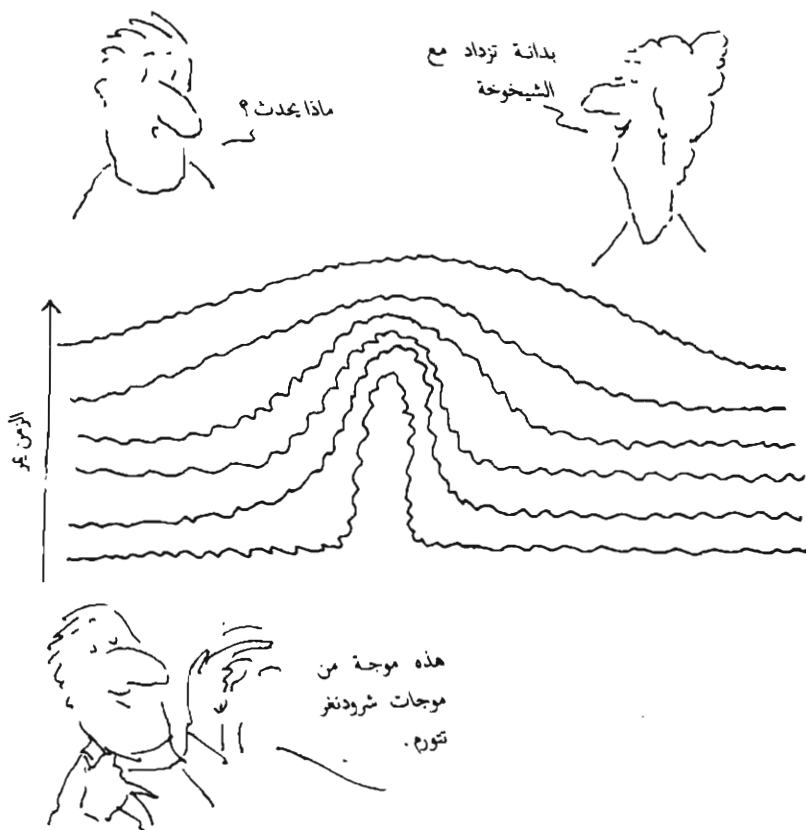 بدانة تزداد مع
الشيخوخة
ماذا يحدث؟
الزمن يمر
هذه موجة من
موجات شرودنغر
تتورم.